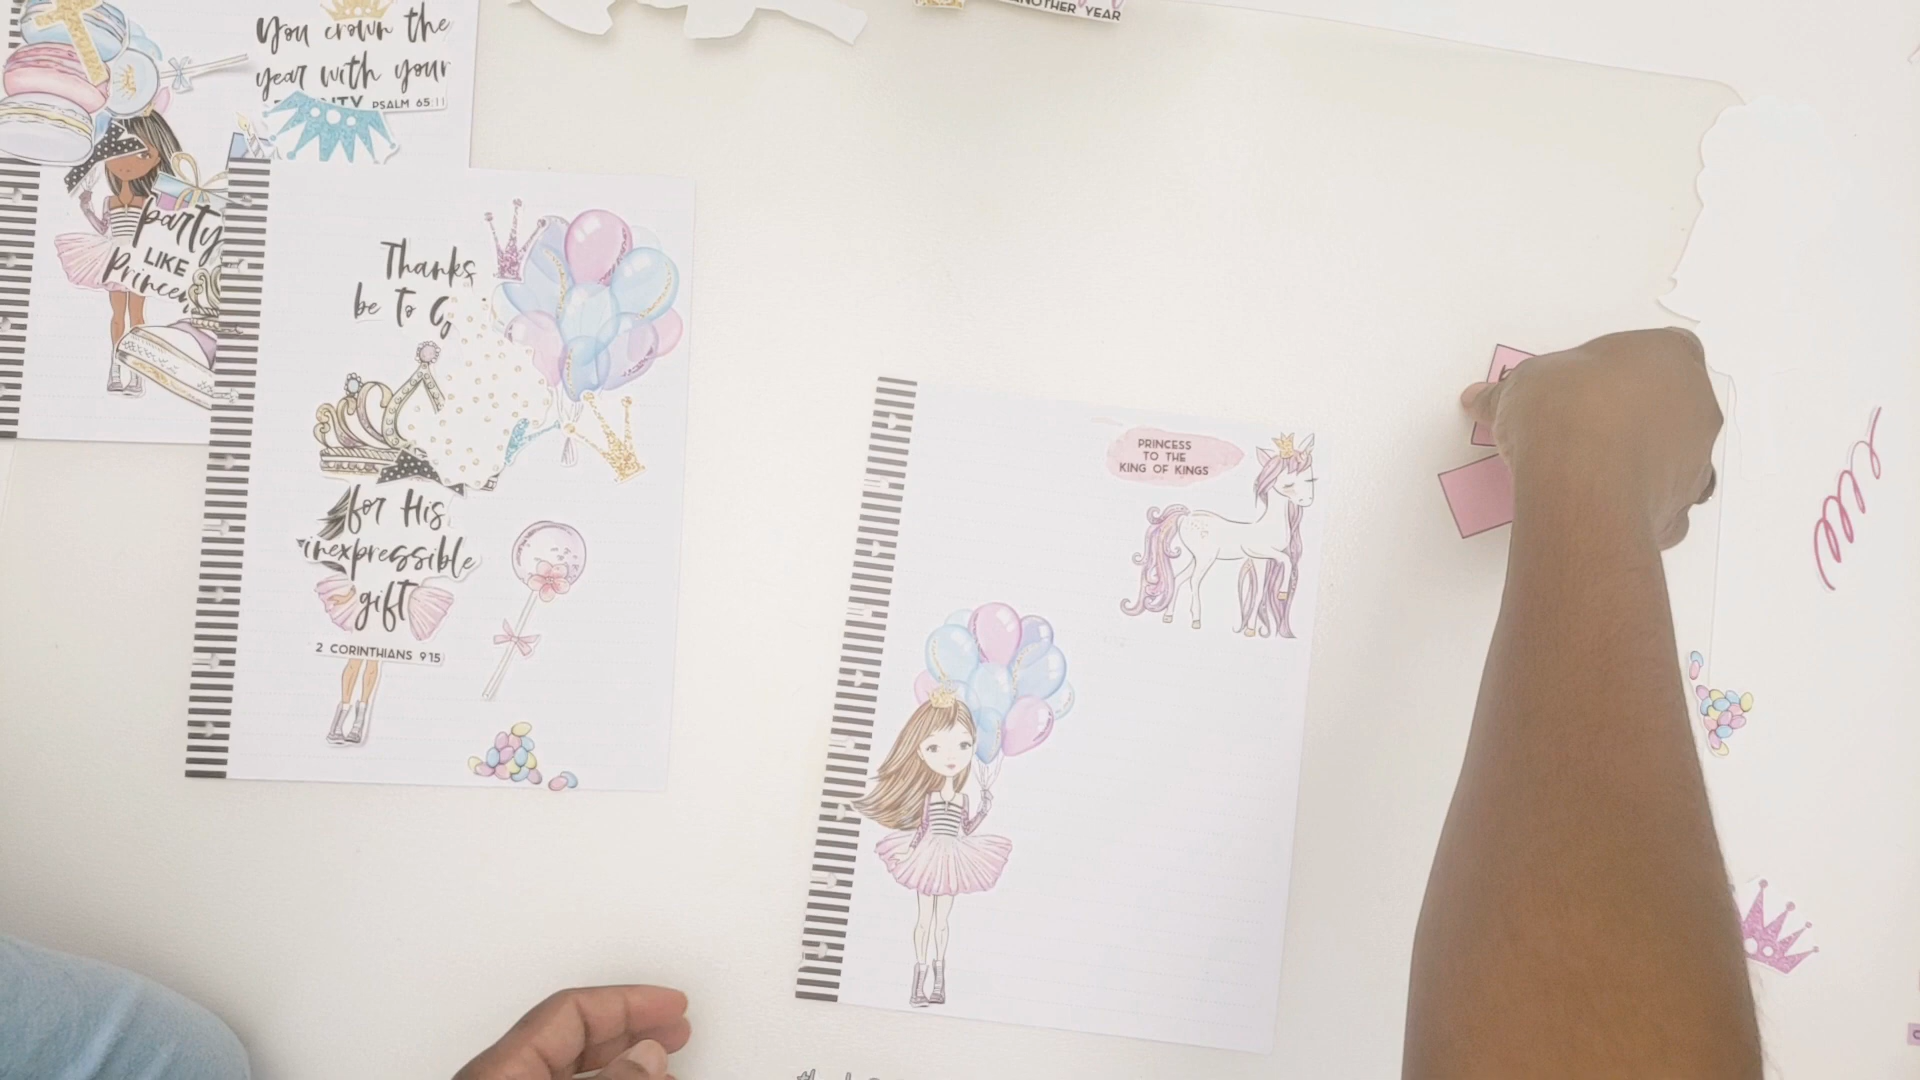 You crown the
year with your
PSALM 65:11
party
LIKE
NOTHER YEAR
Thanks
be to G
for His
inexpressible
gift
2 CORINTHIANS 9 15
PRINCESS
TO THE
KING OF KINGS